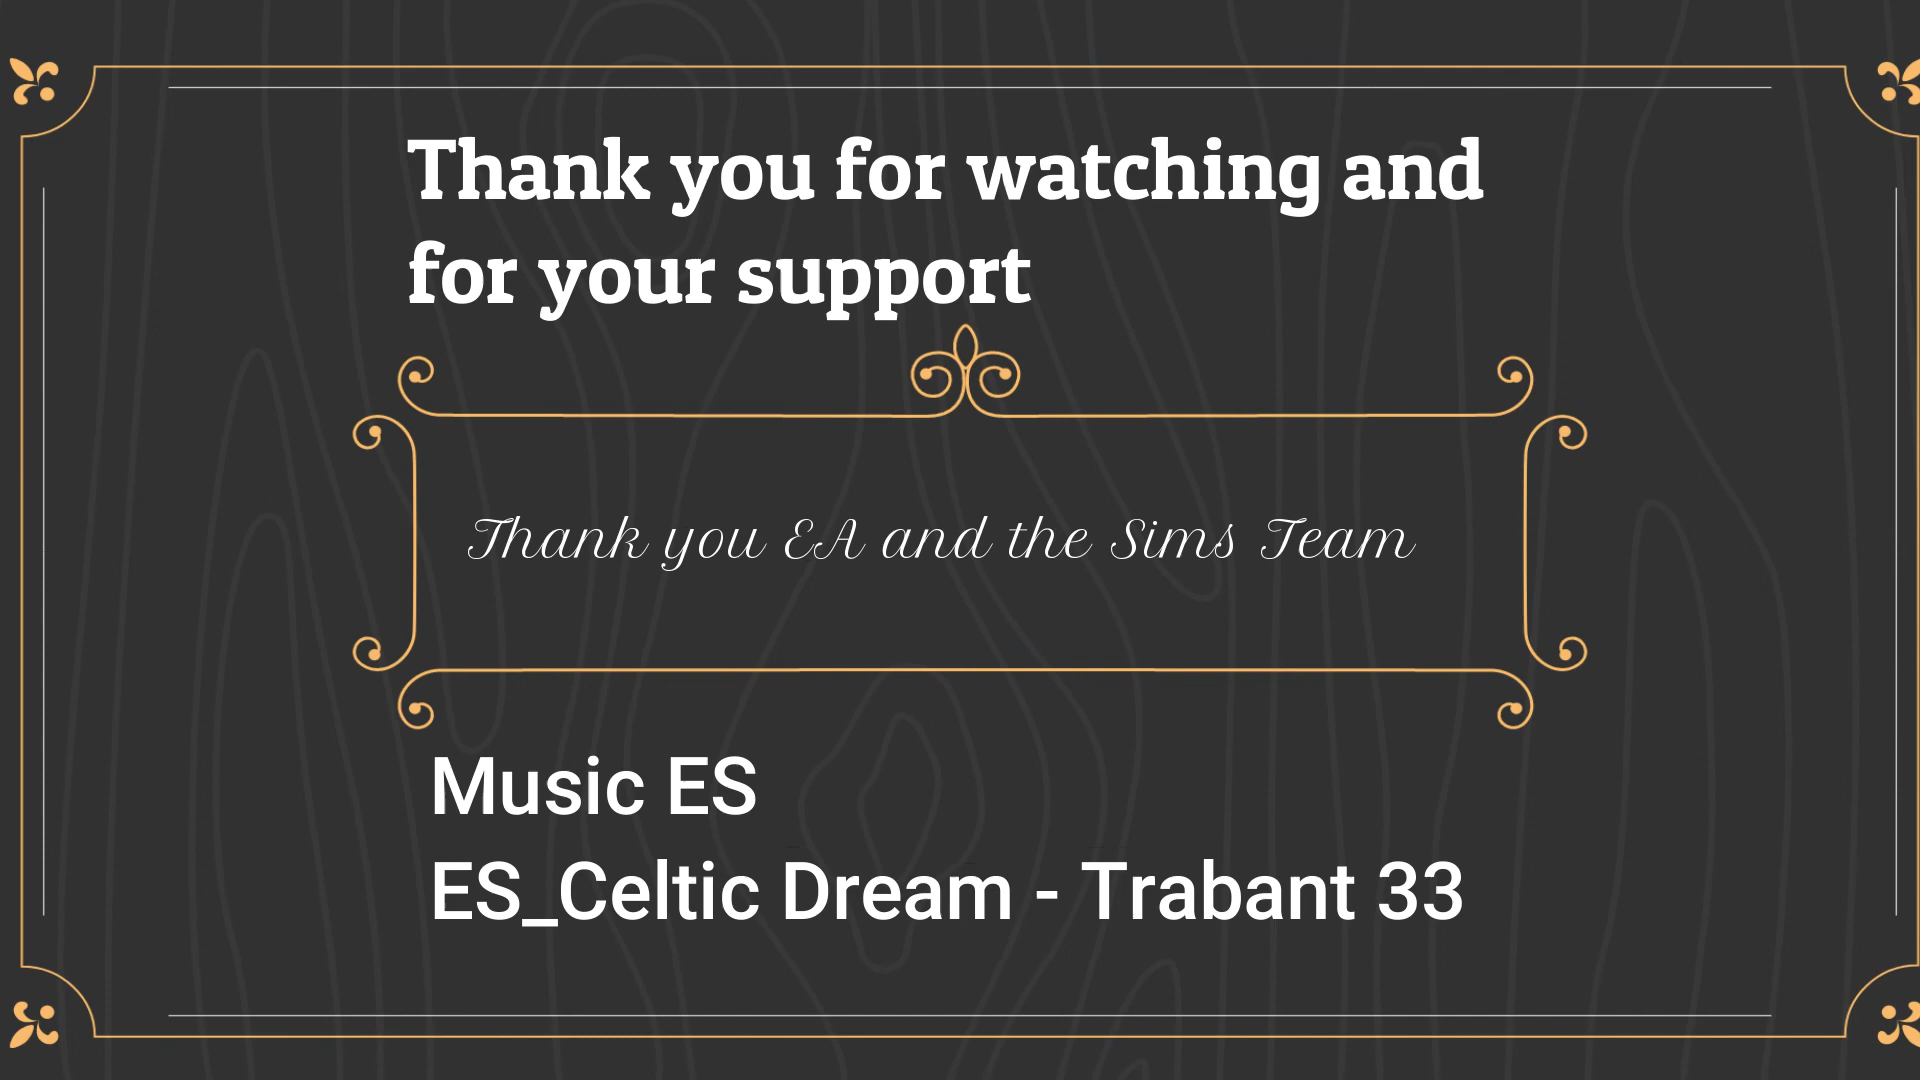 Thank you for watching and
for your support
Thank you EA and the Sims Team
Music ES
ES_Celtic Dream - Trabant 33